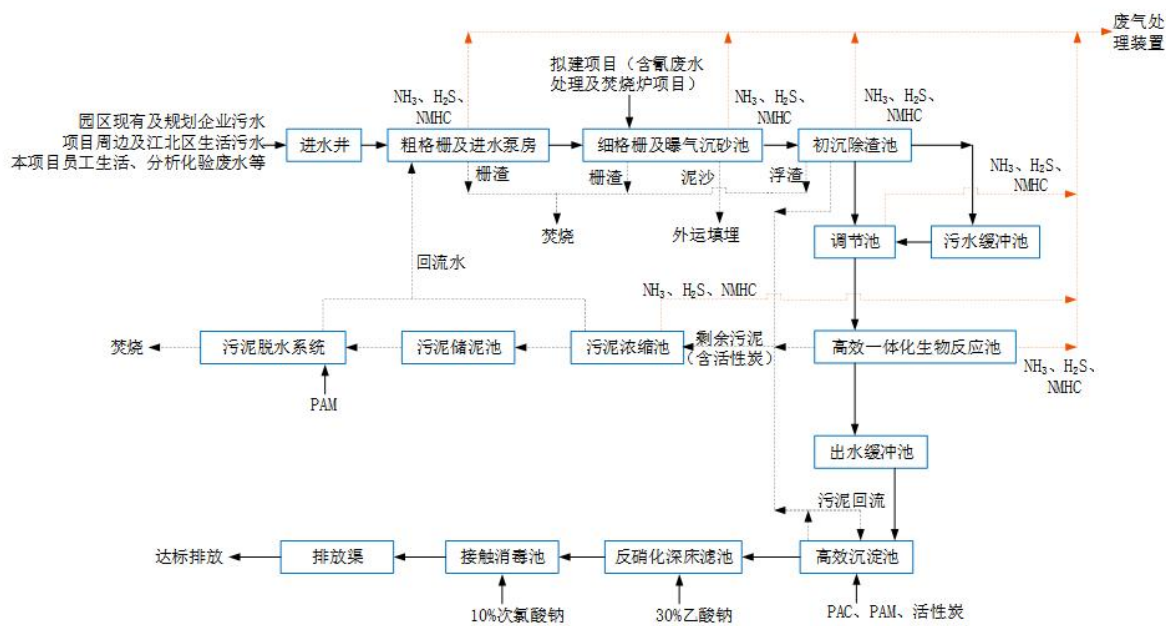 废气处
理装置
拟建项目（含氰废水
处理及焚烧炉项目）
NH₃、H₂S、
NMHC
NH₃、H₂S、
NMHC
NH₃、H₂S、
NMHC
园区现有及规划企业污水
项目周边及江北区生活污水
本项目员工生活、分析化验废水等
进水井
粗格栅及进水泵房
细格栅及曝气沉砂池
初沉除渣池
栅渣
栅渣
泥沙
浮渣
NH₃、H₂S、
NMHC
焚烧
外运填埋
调节池
污水缓冲池
回流水
NH₃、H₂S、NMHC
焚烧
污泥脱水系统
污泥储泥池
污泥浓缩池
剩余污泥
（含活性炭）
高效一体化生物反应池
NH₃、H₂S、
NMHC
PAM
出水缓冲池
污泥回流
达标排放
排放渠
接触消毒池
反硝化深床滤池
高效沉淀池
10%次氯酸钠
30%乙酸钠
PAC、PAM、活性炭